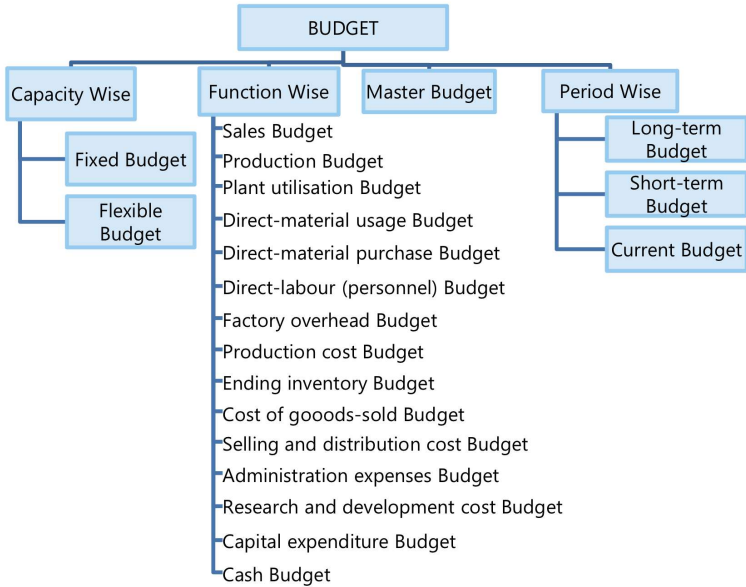 BUDGET
Capacity Wise
Function Wise
Master Budget
Period Wise
Fixed Budget
Flexible
Budget
Sales Budget
Production Budget
Plant utilisation Budget
Direct-material usage Budget
Direct-material purchase Budget
Direct-labour (personnel) Budget
Factory overhead Budget
Production cost Budget
Ending inventory Budget
Cost of gooods-sold Budget
Selling and distribution cost Budget
Administration expenses Budget
Research and development cost Budget
Capital expenditure Budget
Cash Budget
Long-term
Budget
Short-term
Budget
Current Budget